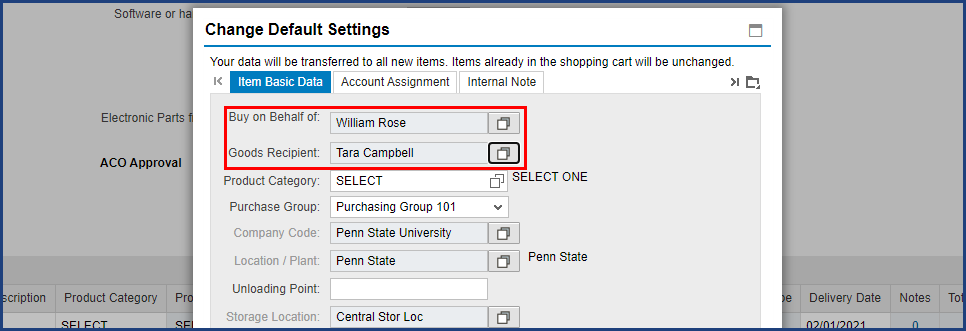 Software or ha
Change Default Settings
Your data will be transferred to all new items. Items already in the shopping cart will be unchanged.
Item Basic Data Account Assignment Internal Note
Electronic Parts f
Buy on Behalf of: William Rose
ACO Approval
Goods Recipient: Tara Campbell
Product Category: SELECT SELECT ONE
Purchase Group: Purchasing Group 101
Company Code: Penn State University
Location / Plant: Penn State Penn State
Unloading Point:
scription Product Category Pro pe Delivery Date Notes Tot
Storage Location: Central Stor Loc
SELECT SEL 02/01/2021 0